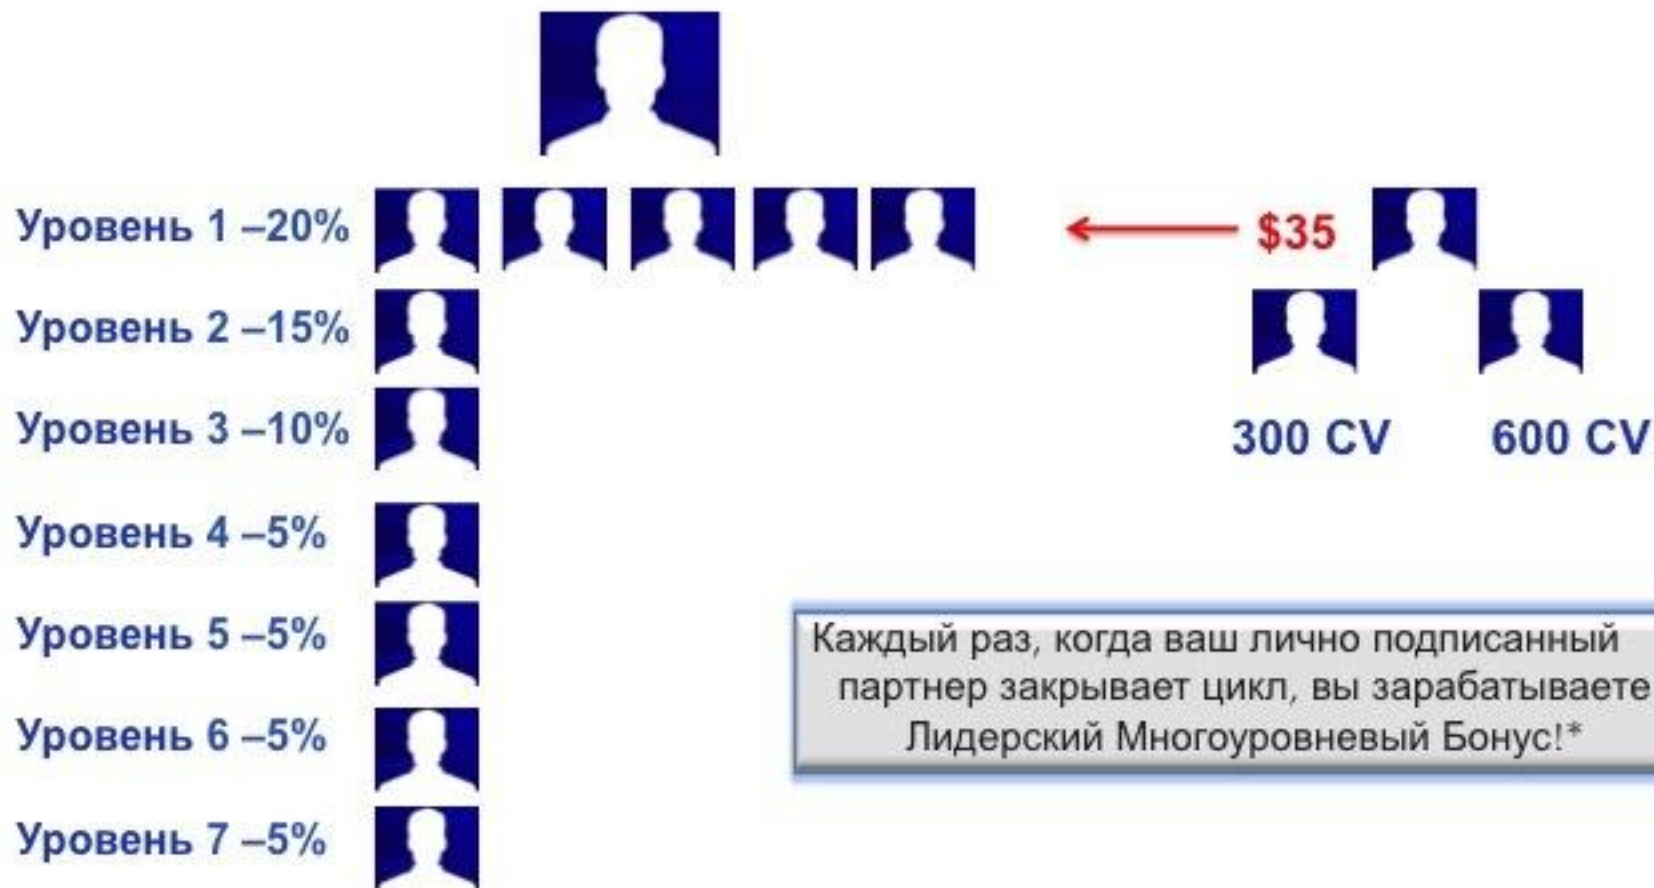 Уровень 1 –20%
$35
Уровень 2 –15%
Уровень 3 –10%
300 CV
600 CV
Уровень 4 –5%
Уровень 5 –5%
Уровень 6 –5%
Уровень 7 –5%
Каждый раз, когда ваш лично подписанный
партнер закрывает цикл, вы зарабатываете
Лидерский Многоуровневый Бонус!*